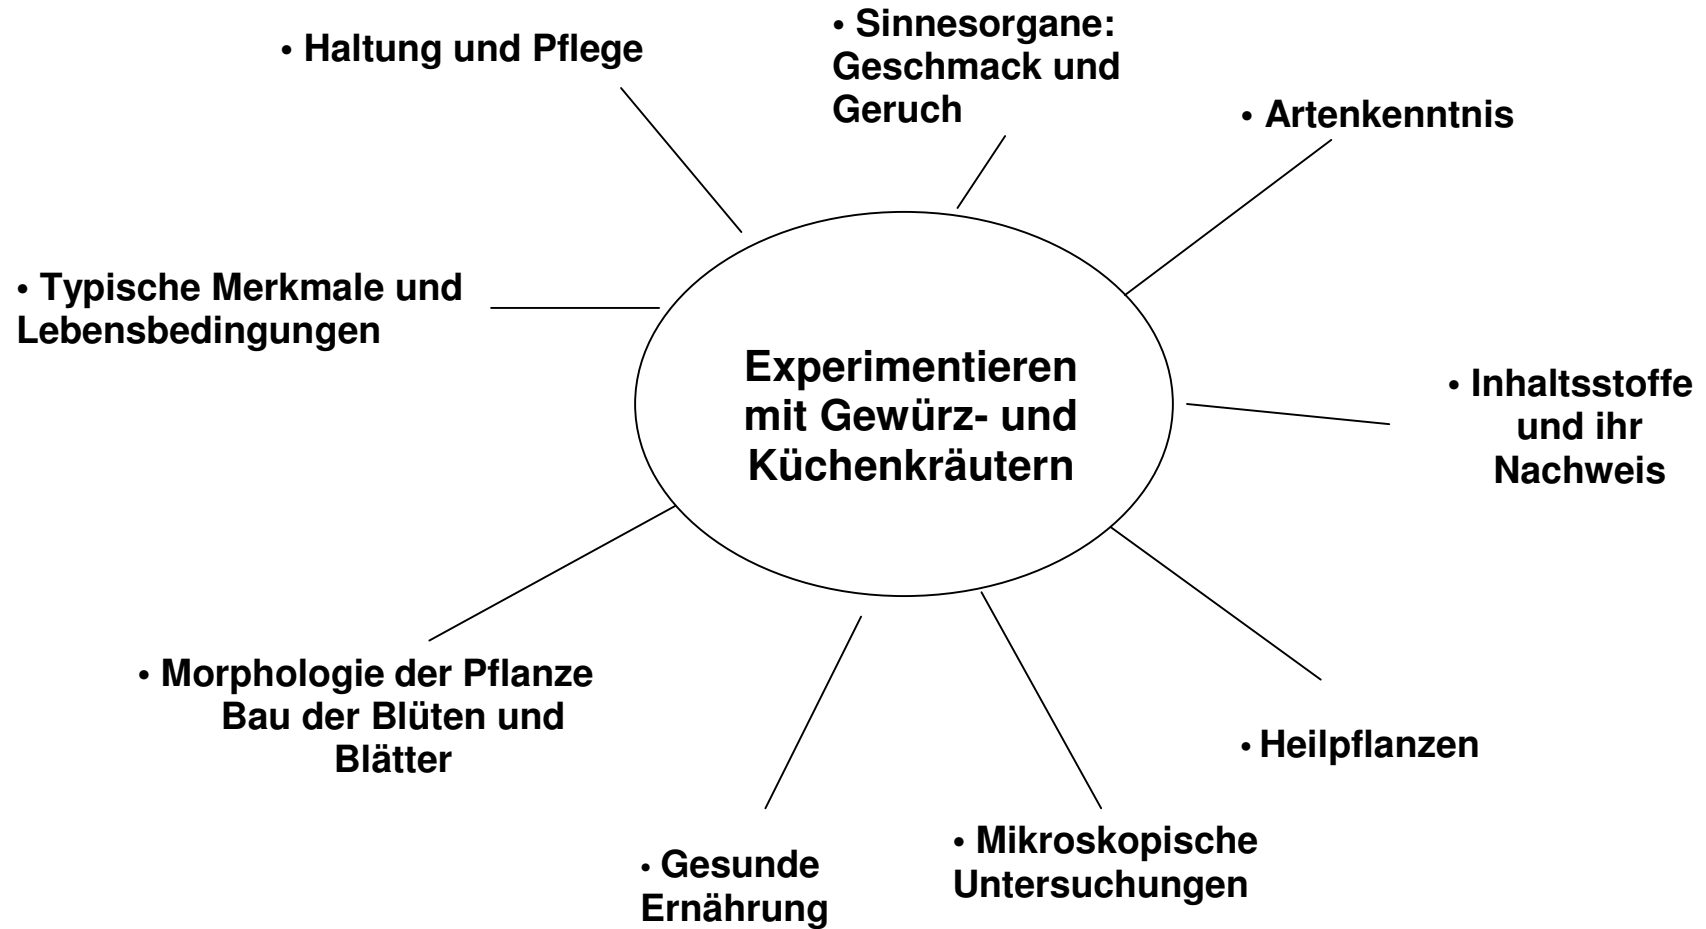 • Haltung und Pflege
• Sinnesorgane:
Geschmack und
Geruch
• Artenkenntnis
• Typische Merkmale und
Lebensbedingungen
Experimentieren
mit Gewürz- und
Küchenkräutern
• Inhaltsstoffe
und ihr
Nachweis
• Morphologie der Pflanze
Bau der Blüten und
Blätter
• Heilpflanzen
• Gesunde
Ernährung
• Mikroskopische
Untersuchungen